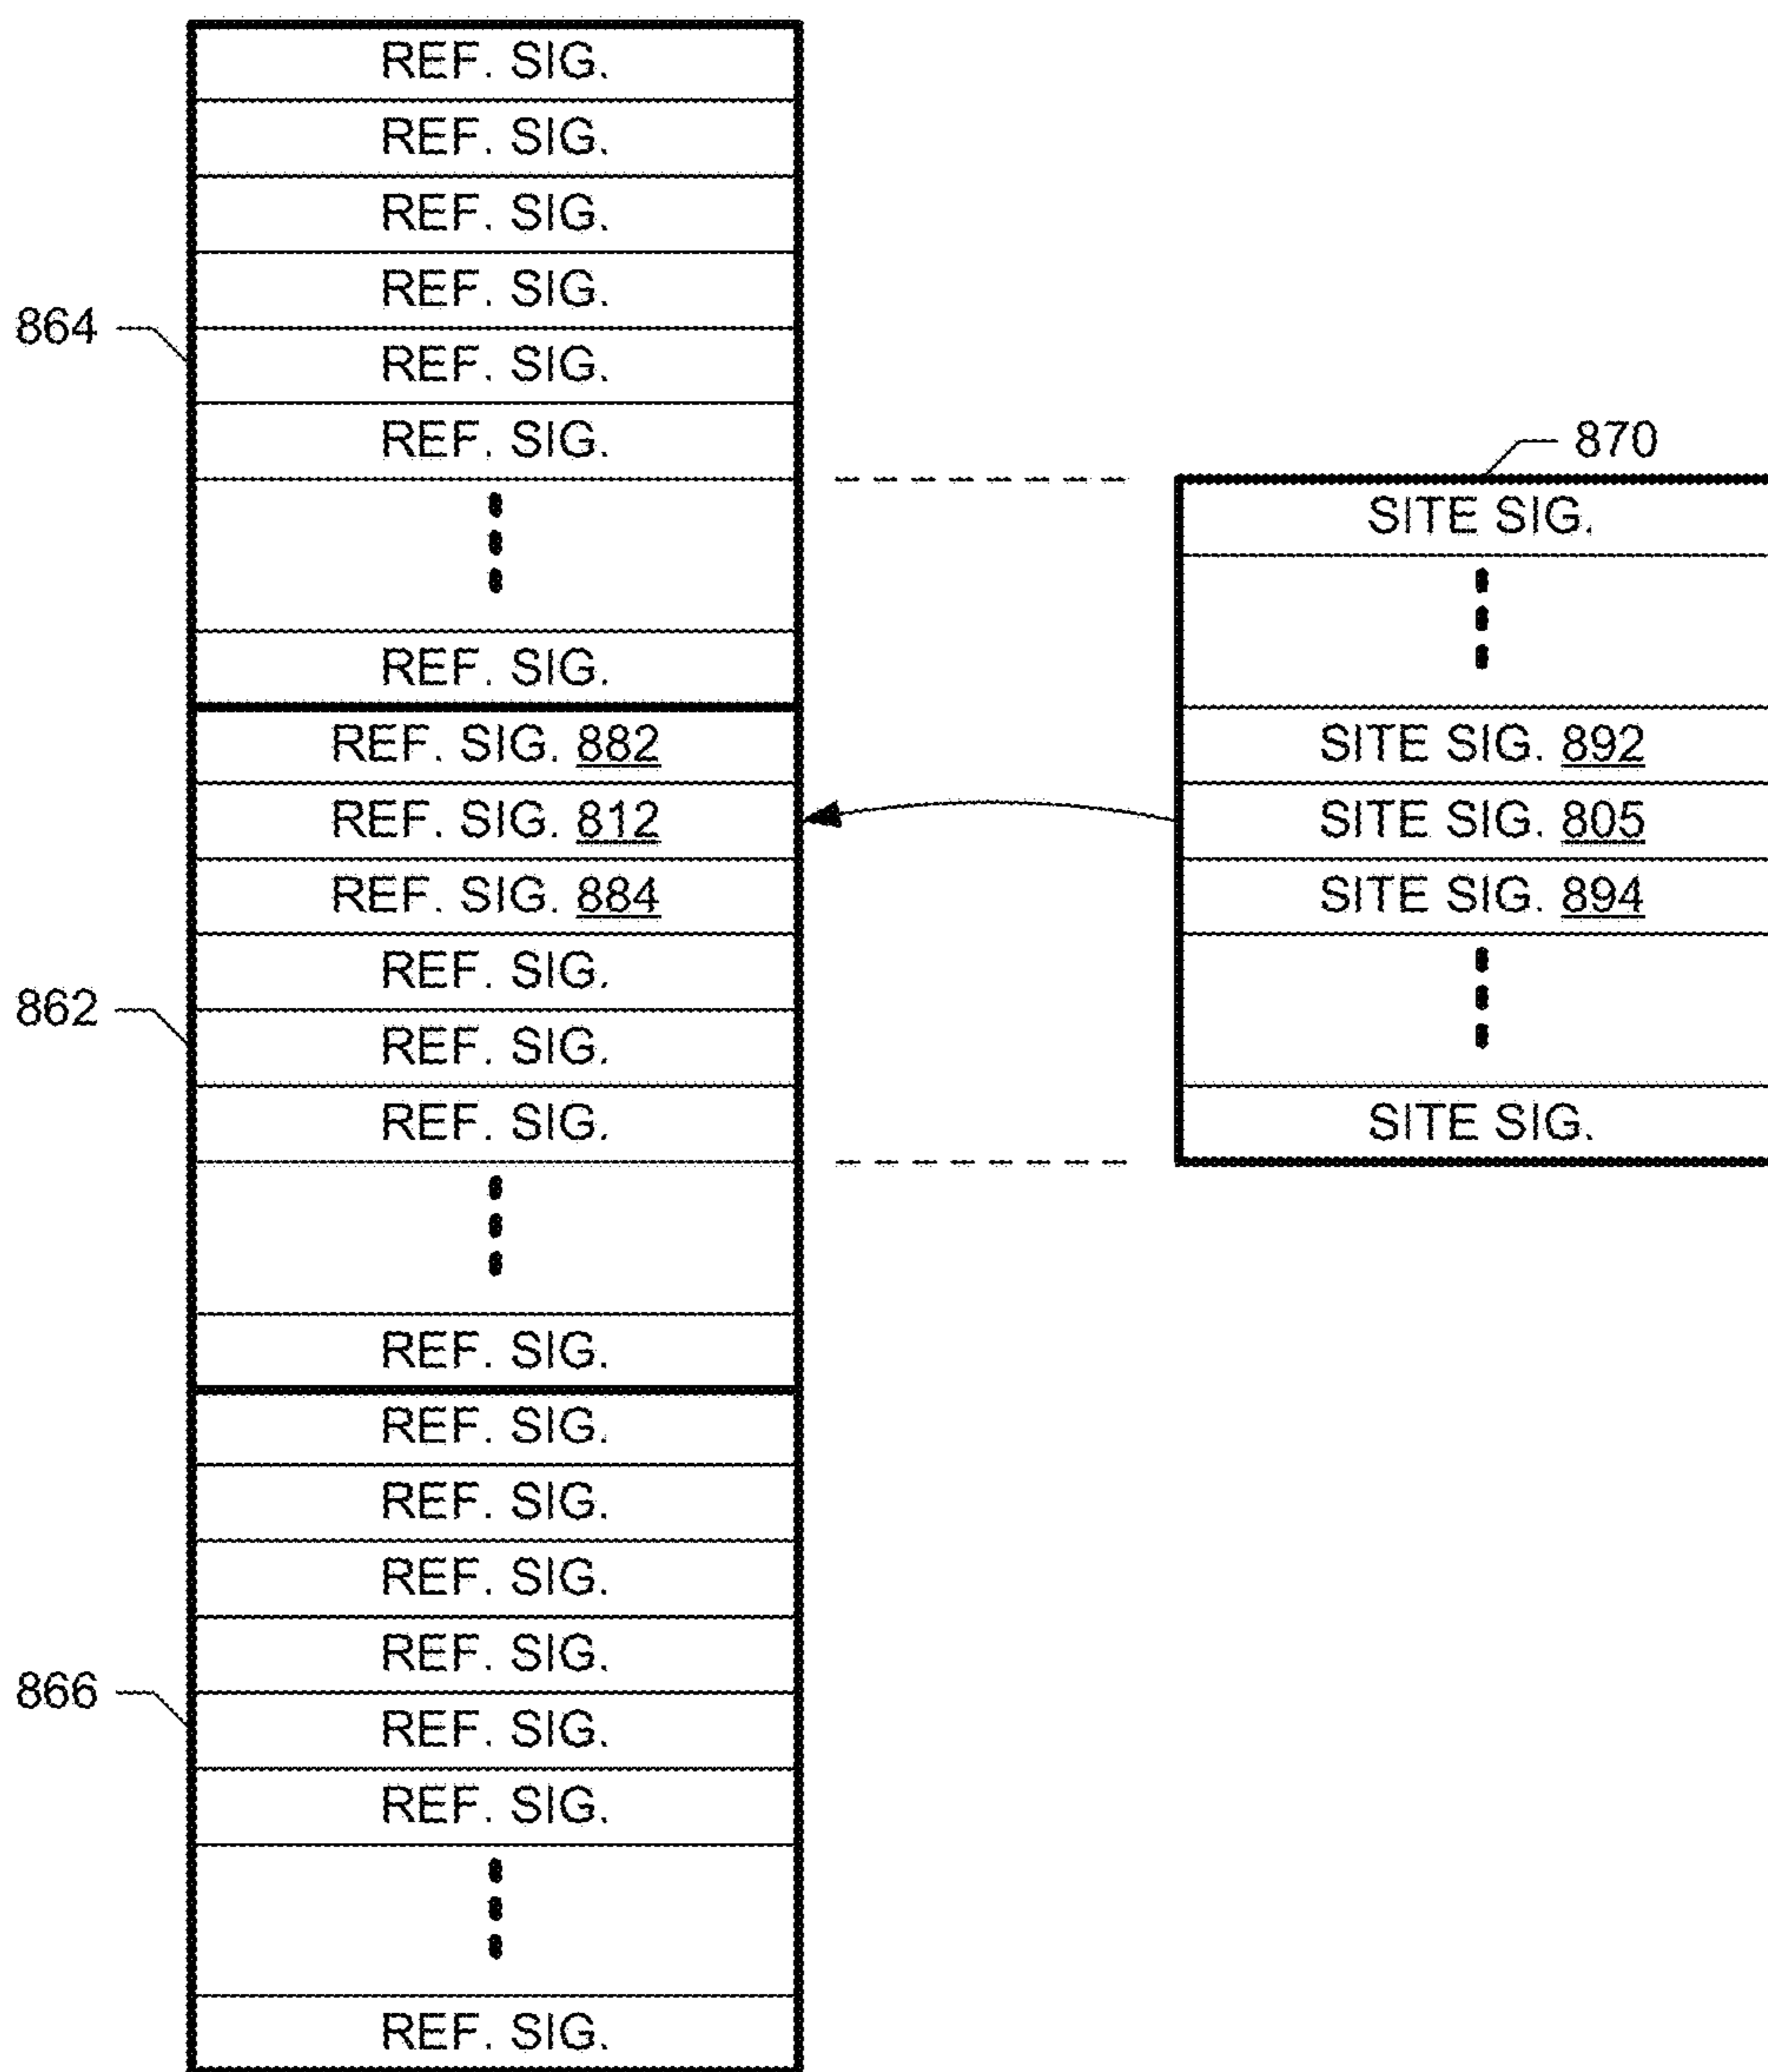 REF. SIG.
REF. SIG.
REF. SIG.
REF. SIG.
864
REF. SIG.
REF. SIG.
REF. SIG.
REF. SIG. 882
REF. SIG. 812
REF. SIG. 884
REF. SIG.
862
REF. SIG.
REF. SIG.
REF. SIG.
REF. SIG.
REF. SIG.
REF. SIG.
REF. SIG.
866
REF. SIG.
REF. SIG.
REF. SIG.
870
SITE SIG.
SITE SIG. 892
SITE SIG. 805
SITE SIG. 894
SITE SIG.